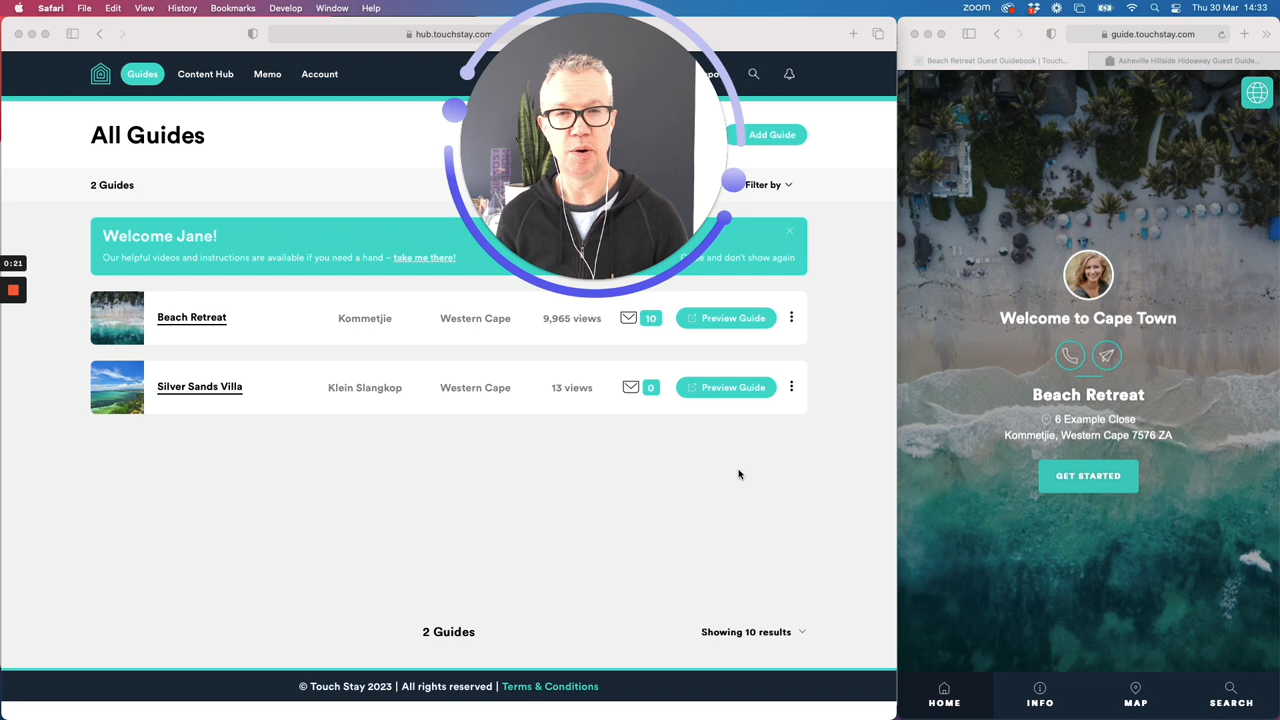 Safari File Edit View History Bookmarks Develop Window Help
ZOOM Thu 30 Mar 14:33
hub.touchstay.com
guide.touchstay.com
Beach Retreat Guest Guidebook | Touch...
Asheville Hillside Hideaway Guest Guide...
Guides Content Hub Memo Account
All Guides
Add Guide
2 Guides
Filter by
Welcome Jane!
Our helpful videos and instructions are available if you need a hand – take me there!
and don't show again
0:21
Beach Retreat Kommetjie Western Cape 9,965 views 10 Preview Guide
Silver Sands Villa Klein Slangkop Western Cape 13 views 0 Preview Guide
2 Guides
Showing 10 results
© Touch Stay 2023 | All rights reserved | Terms & Conditions
Welcome to Cape Town
Beach Retreat
6 Example Close
Kommetjie, Western Cape 7576 ZA
GET STARTED
HOME INFO MAP SEARCH